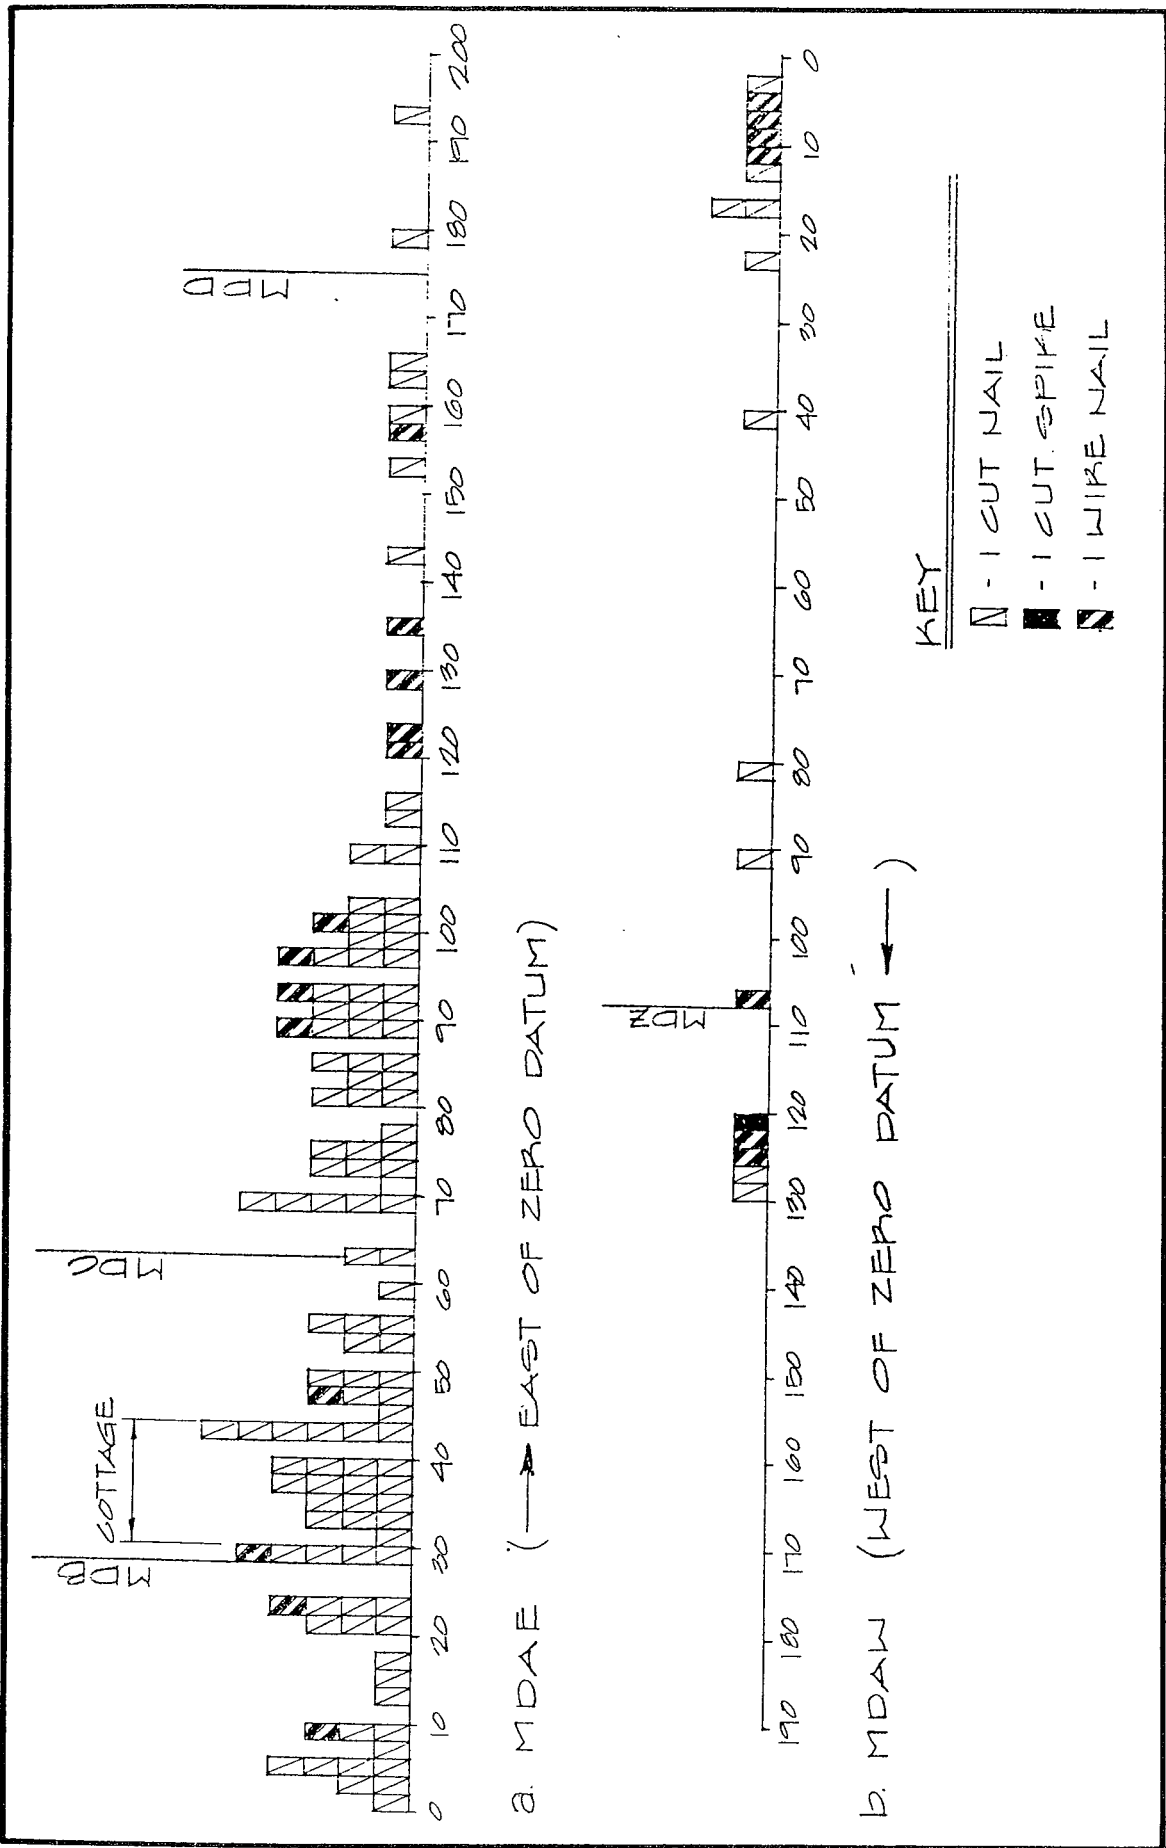 MDB
COTTAGE
MDC
MDD
0 10 20 30 40 50 60 70 80 90 100 110 120 130 140 150 160 170 180 190 200
a. MDAE (→ EAST OF ZERO DATUM)
MDZ
190 180 170 160 150 140 130 120 110 100 90 80 70 60 50 40 30 20 10 0
b. MDAW (WEST OF ZERO DATUM ←)
KEY
- 1 CUT NAIL
- 1 CUT. SPIKE
- 1 WIRE NAIL